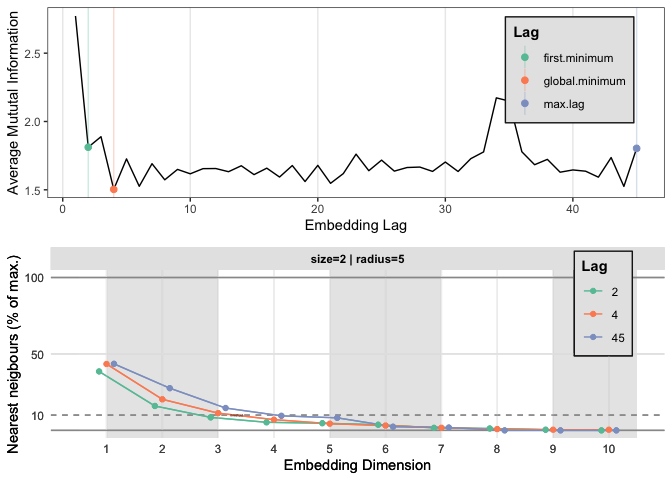 Average Mututal Information
2.5
2.0
1.5
0
10
20
30
40
Embedding Lag
Lag
first.minimum
global.minimum
max.lag
size=2 | radius=5
Nearest neigbours (% of max.)
100
50
10
1
2
3
4
5
6
7
8
9
10
Embedding Dimension
Lag
2
4
45